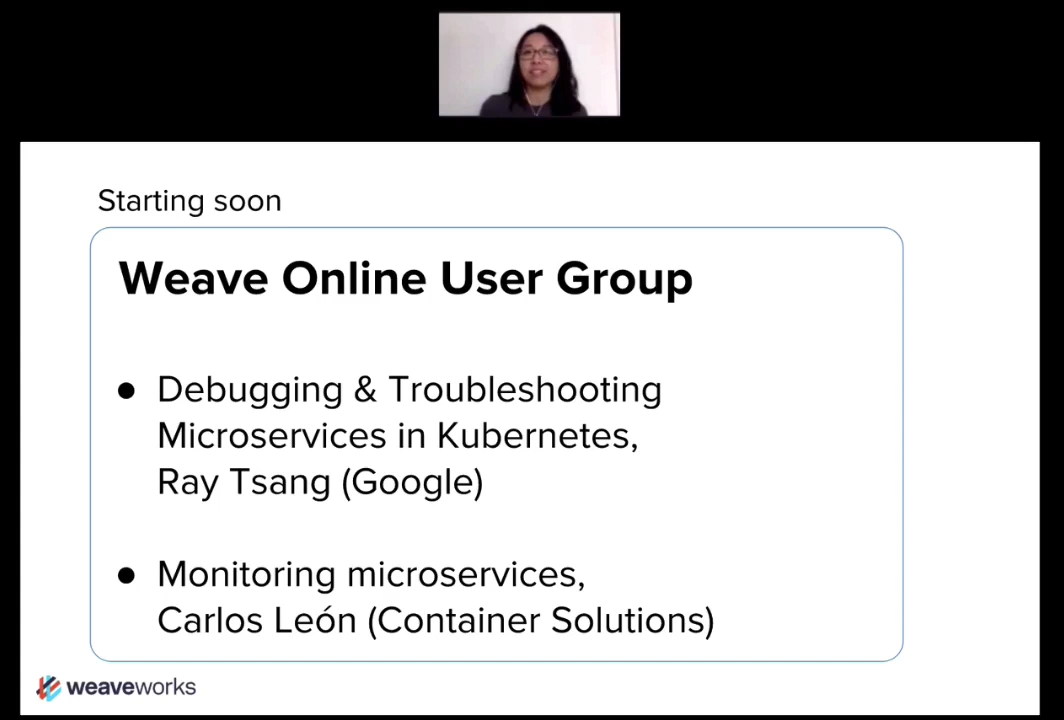 Starting soon
Weave Online User Group
● Debugging & Troubleshooting
Microservices in Kubernetes,
Ray Tsang (Google)
● Monitoring microservices,
Carlos León (Container Solutions)
weaveworks